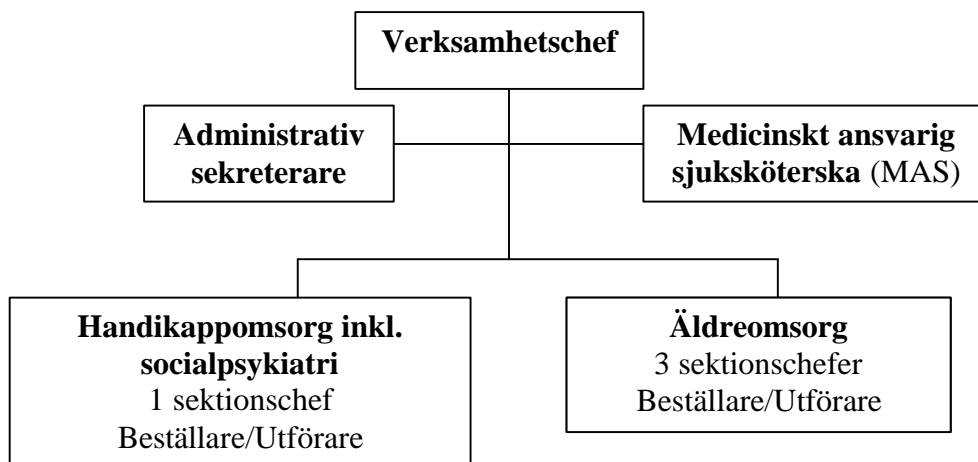 Verksamhetschef
Administrativ
sekreterare
Medicinskt ansvarig
sjuksköterska (MAS)
Handikappomsorg inkl.
socialpsykiatri
1 sektionschef
Beställare/Utförare
Äldreomsorg
3 sektionschefer
Beställare/Utförare